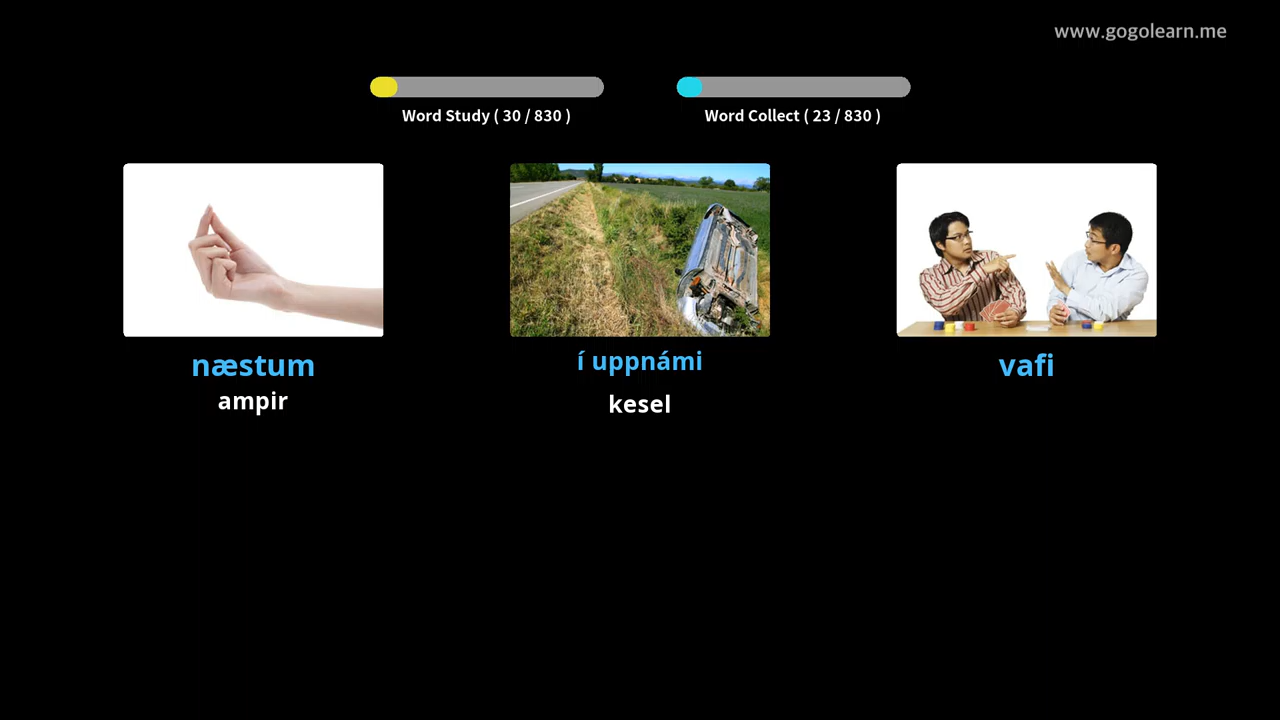 www.gogolearn.me
Word Study ( 30 / 830 )
Word Collect ( 23 / 830 )
næstum
ampir
í uppnámi
kesel
vafi